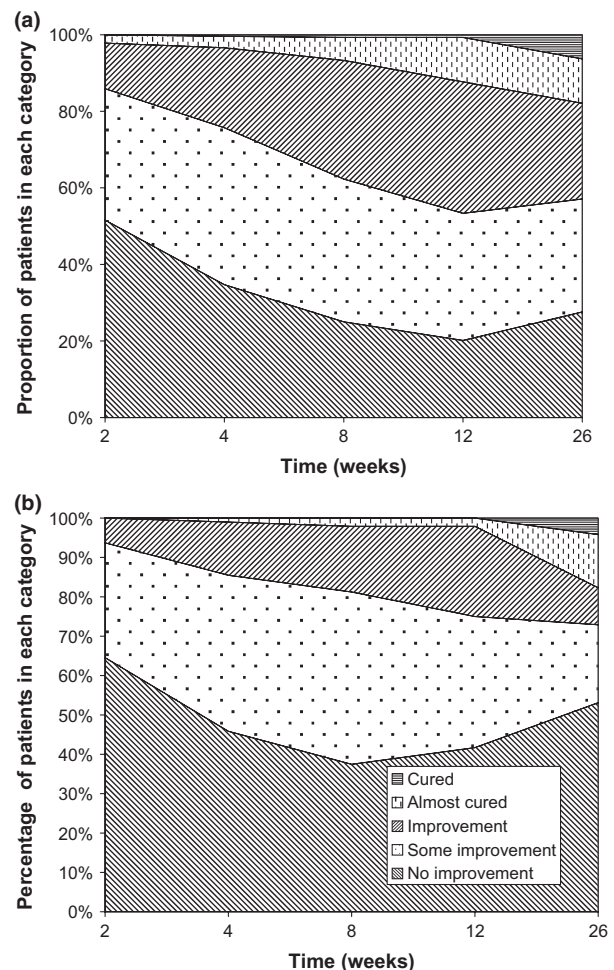 (a)
Proportion of patients in each category
100%
80%
60%
40%
20%
0%
2 4 8 12 26
Time (weeks)
(b)
Percentage of patients in each category
100%
90%
80%
70%
60%
50%
40%
30%
20%
10%
0%
Cured
Almost cured
Improvement
Some improvement
No improvement
2 4 8 12 26
Time (weeks)